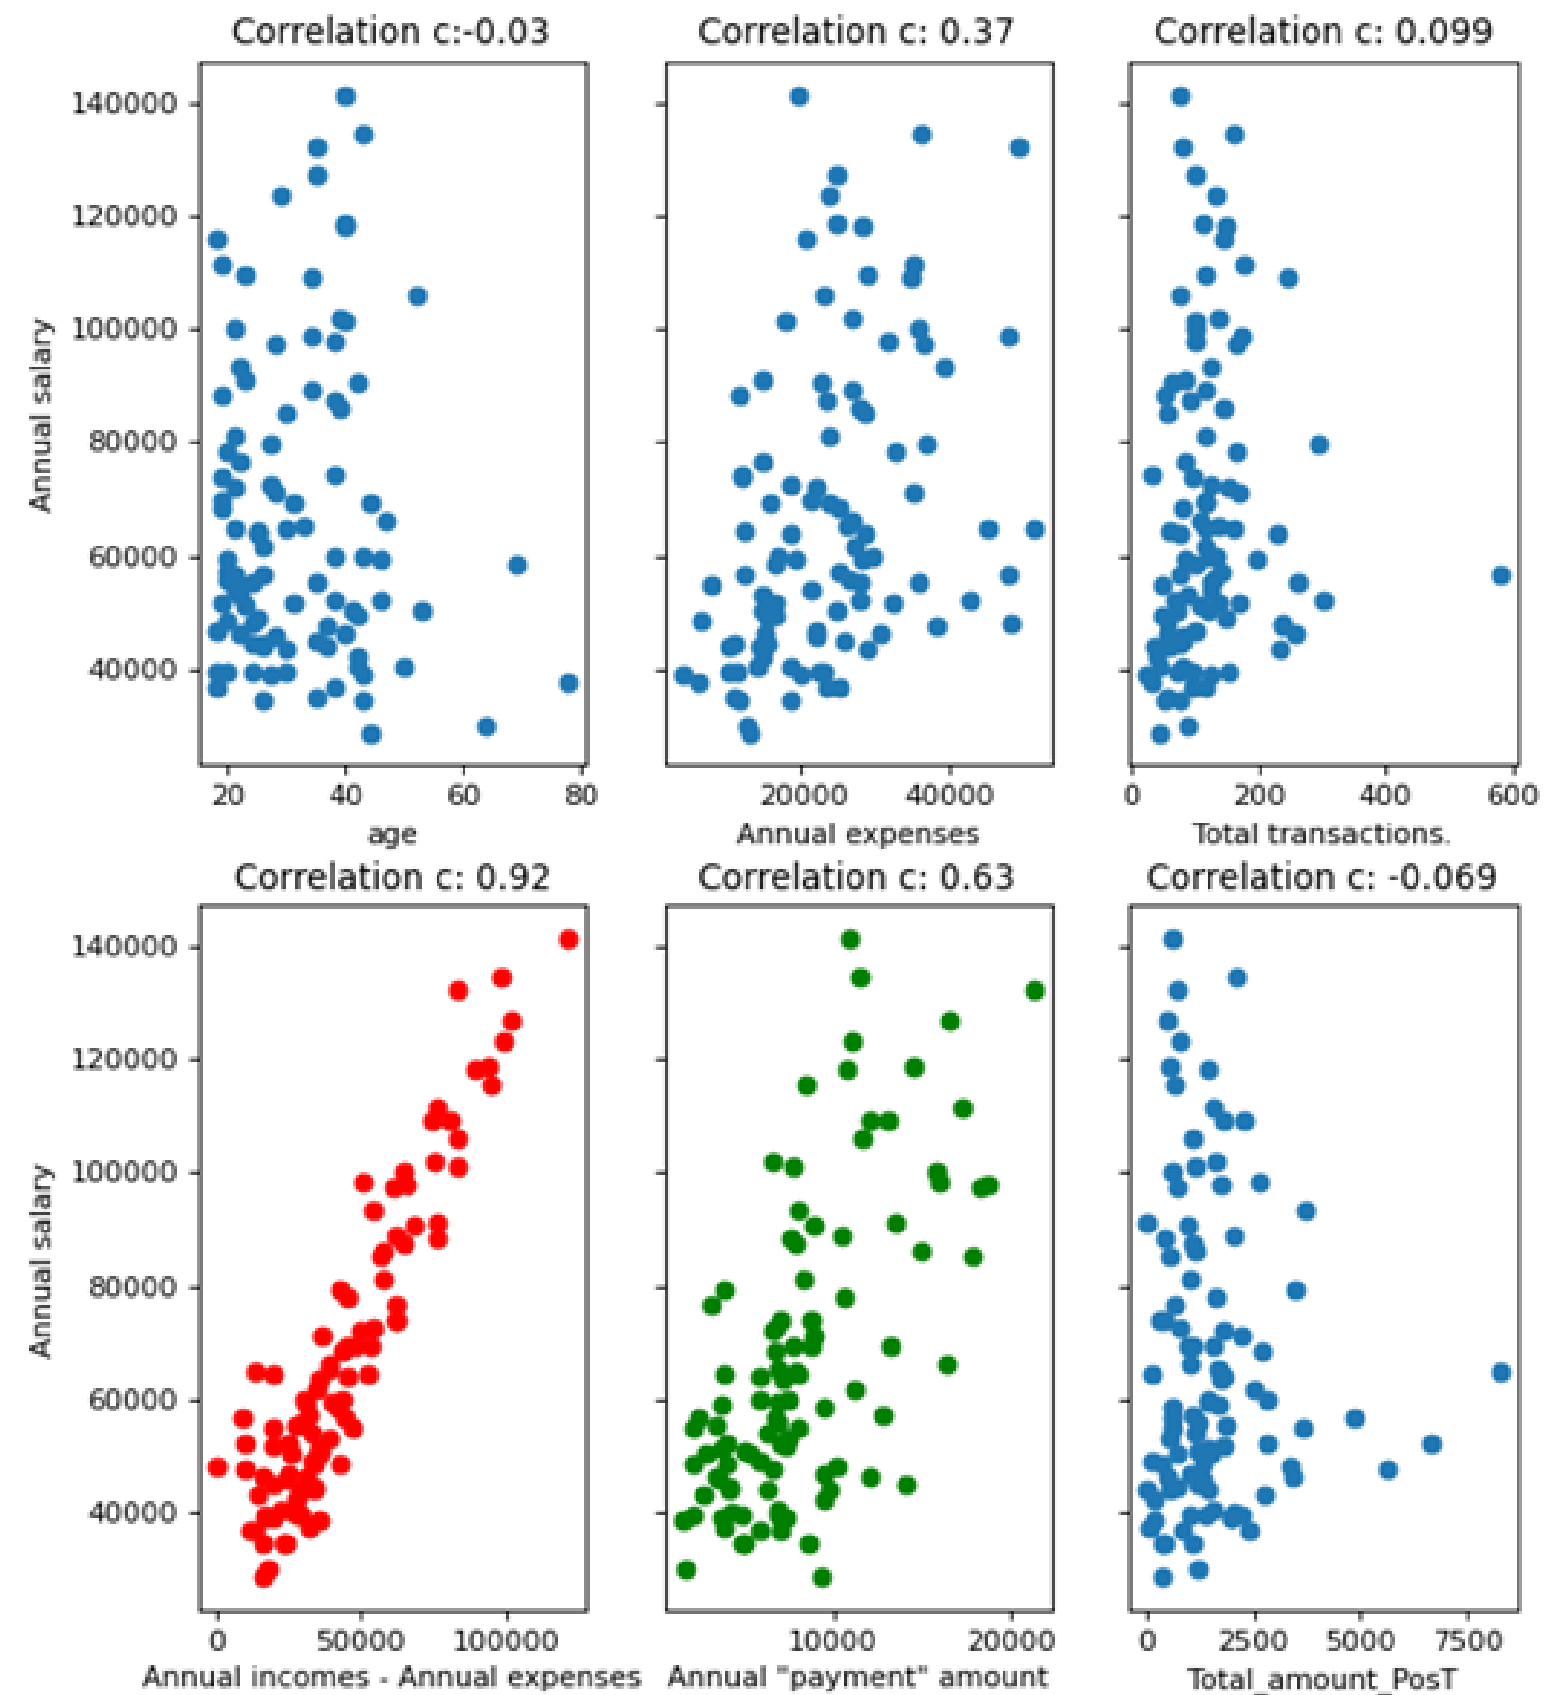 Correlation c:-0.03
Correlation c: 0.37
Correlation c: 0.099
140000
120000
100000
80000
60000
40000
Annual salary
20 40 60 80
20000 40000
0 200 400 600
age
Annual expenses
Total transactions.
Correlation c: 0.92
Correlation c: 0.63
Correlation c: -0.069
140000
120000
100000
80000
60000
40000
Annual salary
0 50000 100000
10000 20000
0 2500 5000 7500
Annual incomes - Annual expenses
Annual "payment" amount
Total_amount_PosT